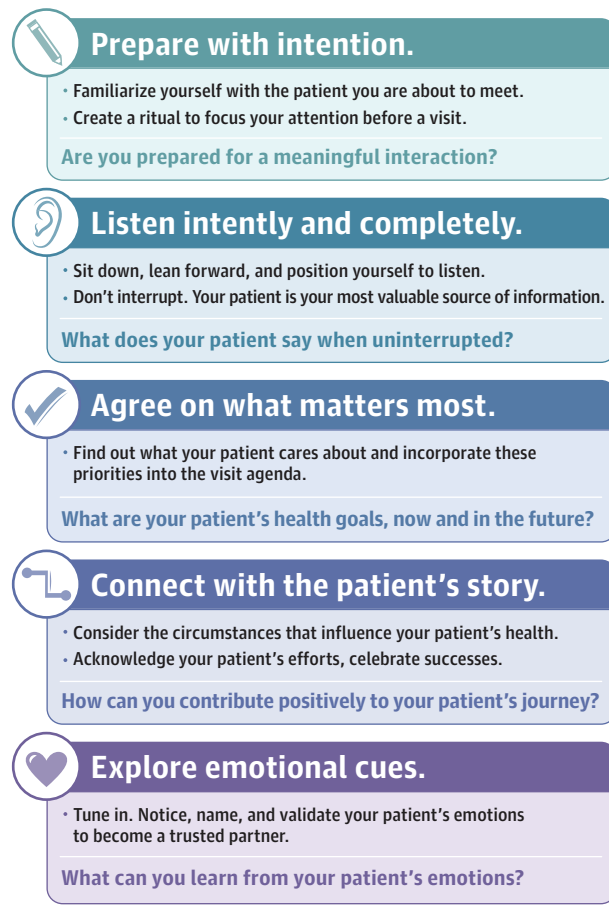 Prepare with intention.
• Familiarize yourself with the patient you are about to meet.
• Create a ritual to focus your attention before a visit.
Are you prepared for a meaningful interaction?
Listen intently and completely.
• Sit down, lean forward, and position yourself to listen.
• Don’t interrupt. Your patient is your most valuable source of information.
What does your patient say when uninterrupted?
Agree on what matters most.
• Find out what your patient cares about and incorporate these
priorities into the visit agenda.
What are your patient’s health goals, now and in the future?
Connect with the patient’s story.
• Consider the circumstances that influence your patient’s health.
• Acknowledge your patient’s efforts, celebrate successes.
How can you contribute positively to your patient’s journey?
Explore emotional cues.
• Tune in. Notice, name, and validate your patient’s emotions
to become a trusted partner.
What can you learn from your patient’s emotions?